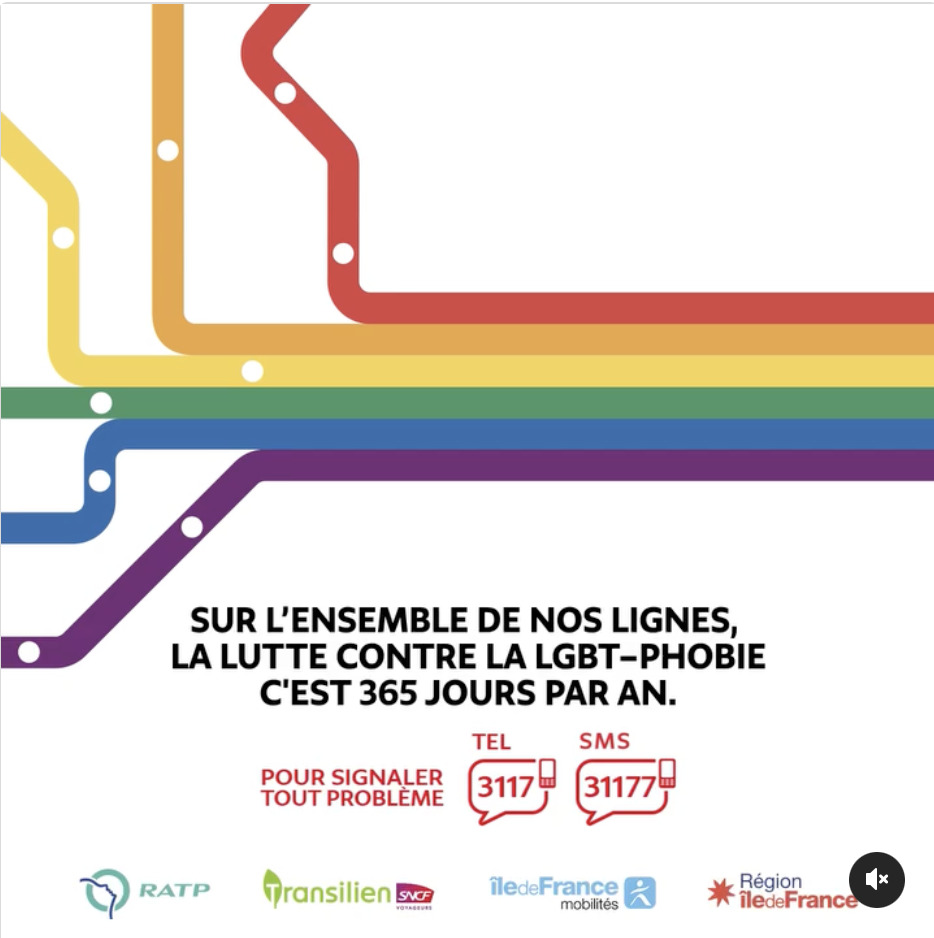 SUR L’ENSEMBLE DE NOS LIGNES,
LA LUTTE CONTRE LA LGBT–PHOBIE
C'EST 365 JOURS PAR AN.
TEL
SMS
POUR SIGNALER
TOUT PROBLÈME
3117
31177
RATP
Transilien
SNCF
VOYAGEURS
îledeFrance
mobilités
Région
îledeFrance